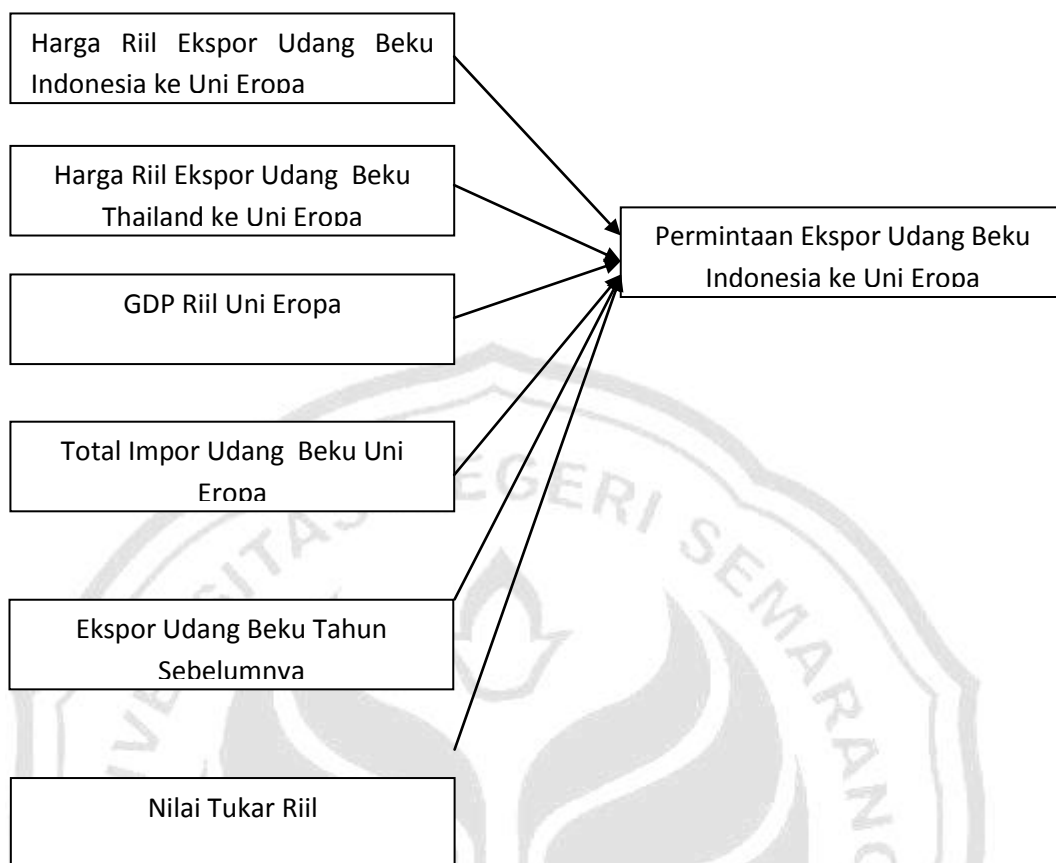 Harga Riil Ekspor Udang Beku
Indonesia ke Uni Eropa
Harga Riil Ekspor Udang Beku
Thailand ke Uni Eropa
Permintaan Ekspor Udang Beku
Indonesia ke Uni Eropa
GDP Riil Uni Eropa
Total Impor Udang Beku Uni
Eropa
Ekspor Udang Beku Tahun
Sebelumnya
Nilai Tukar Riil
NEGERI SEMARANG